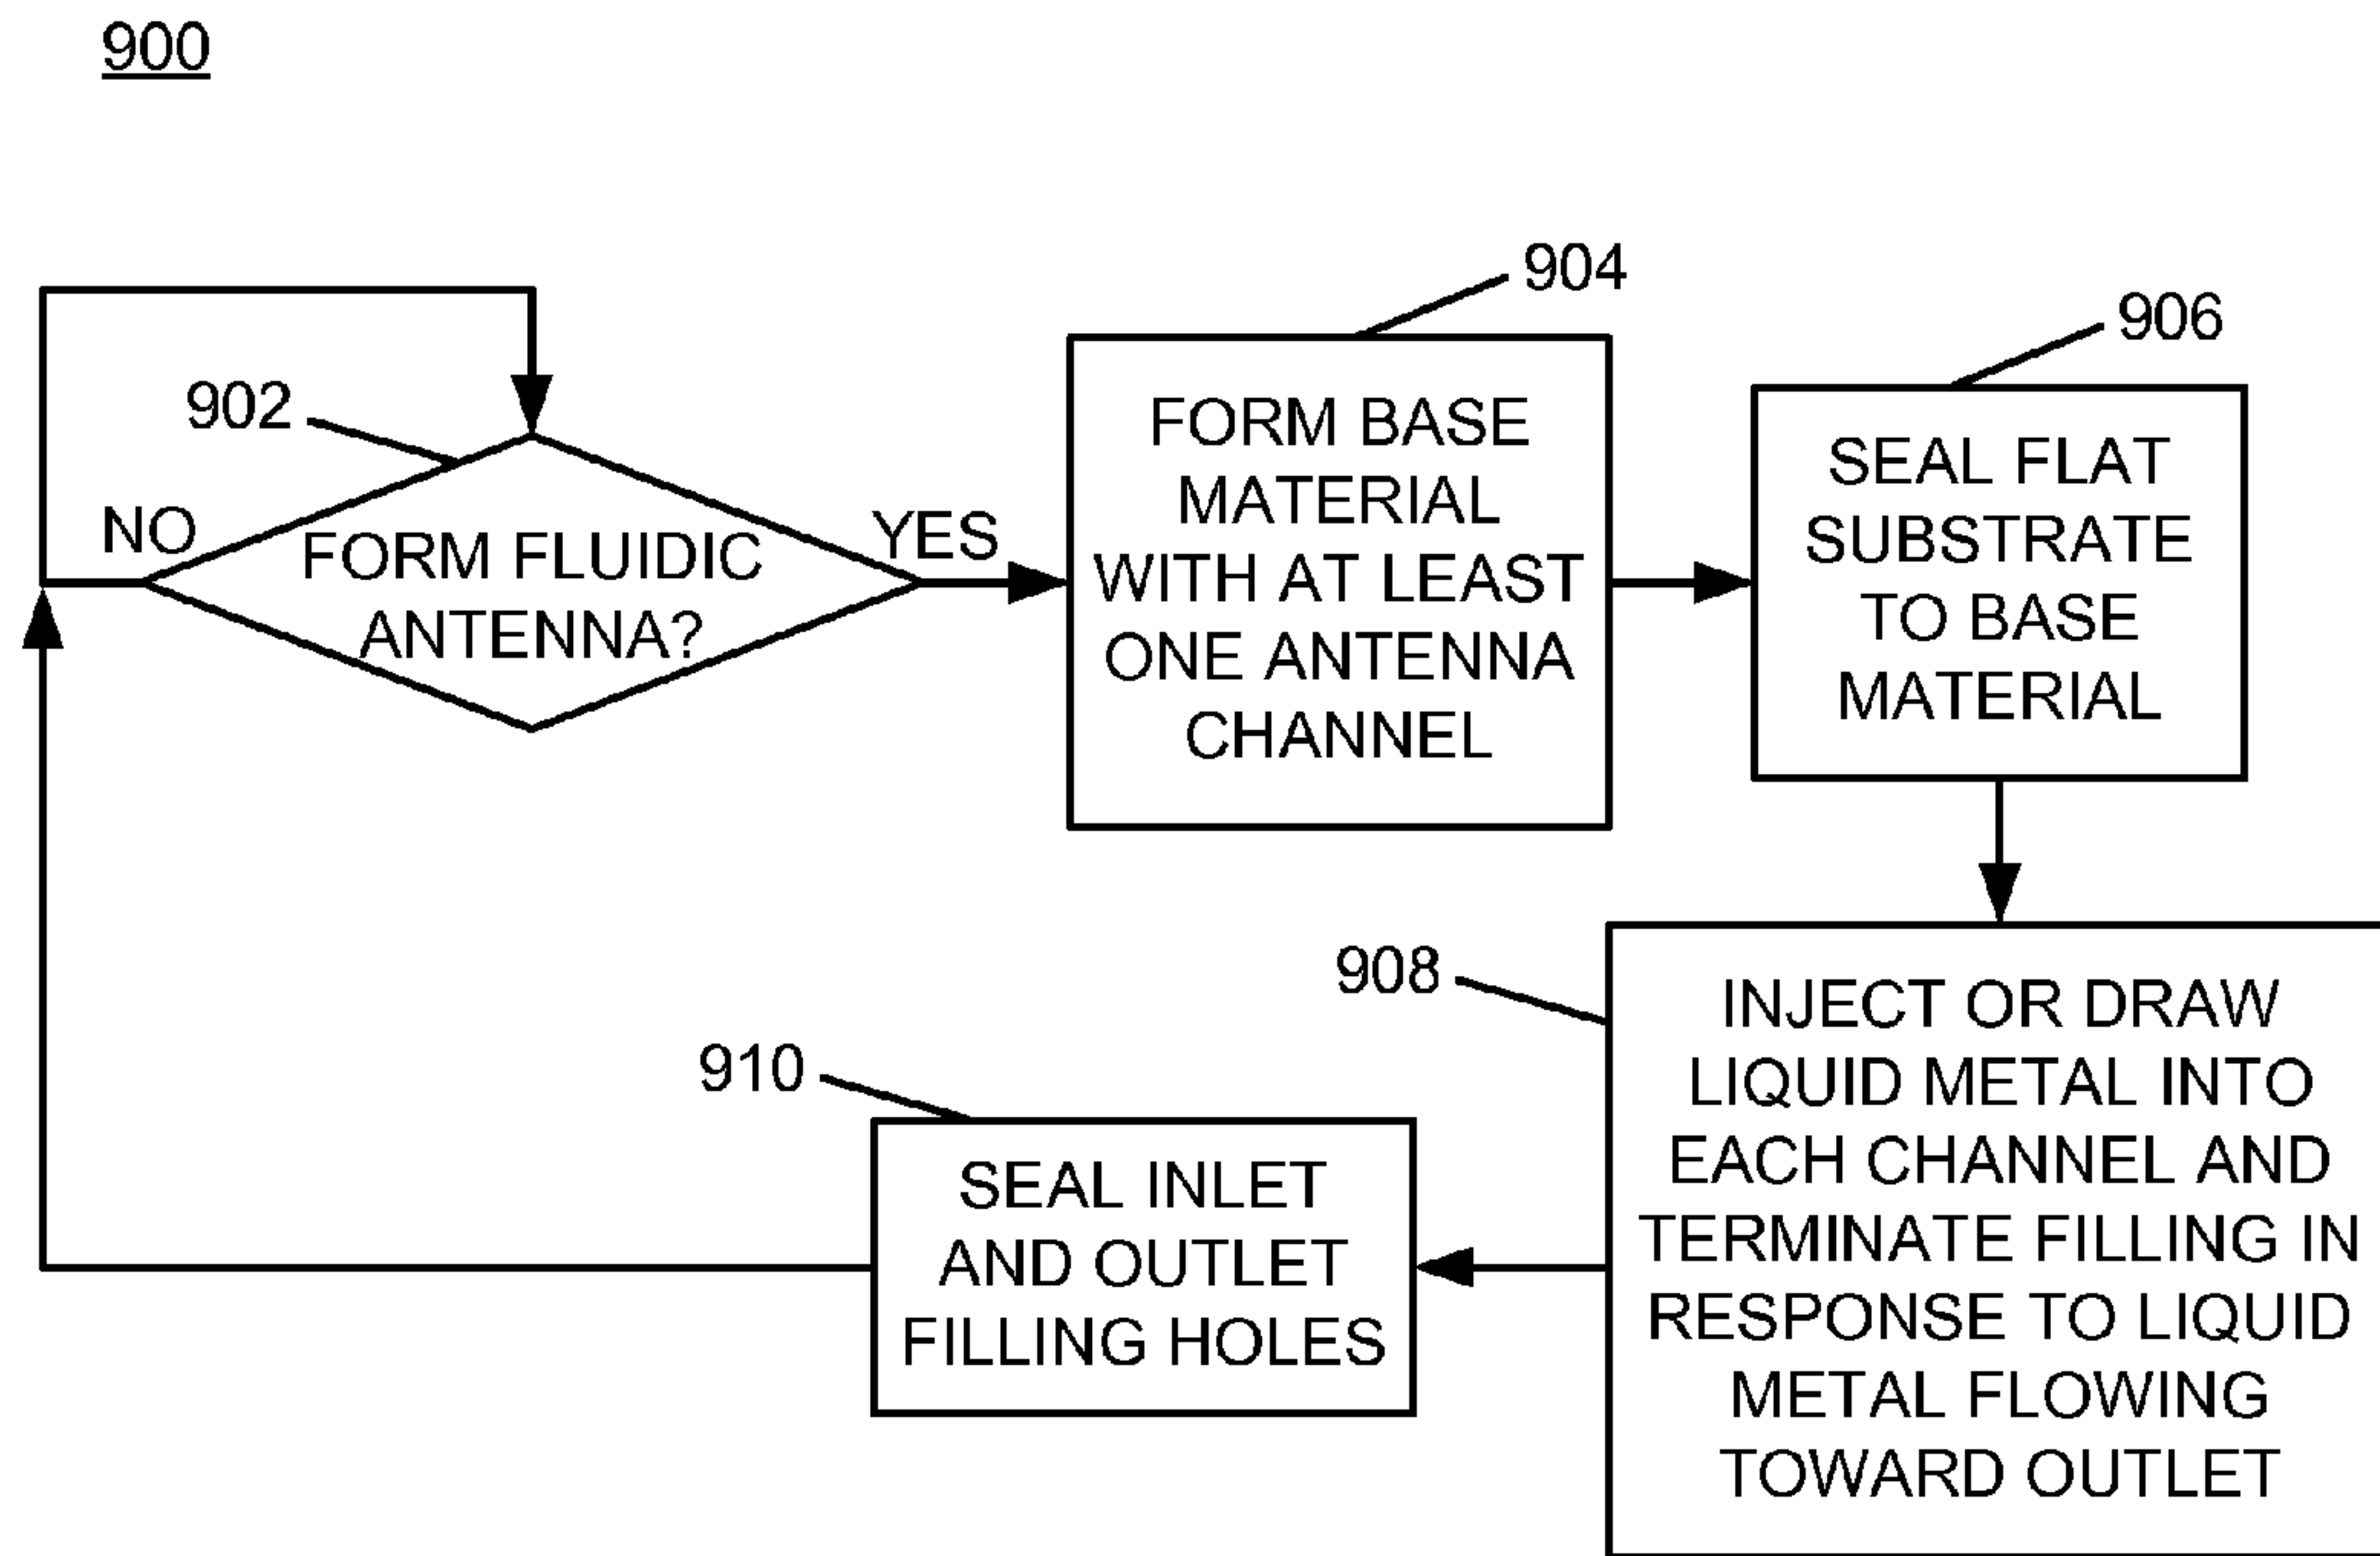 900
902
NO
FORM FLUIDIC
ANTENNA?
YES
904
FORM BASE
MATERIAL
WITH AT LEAST
ONE ANTENNA
CHANNEL
906
SEAL FLAT
SUBSTRATE
TO BASE
MATERIAL
908
INJECT OR DRAW
LIQUID METAL INTO
EACH CHANNEL AND
TERMINATE FILLING IN
RESPONSE TO LIQUID
METAL FLOWING
TOWARD OUTLET
910
SEAL INLET
AND OUTLET
FILLING HOLES